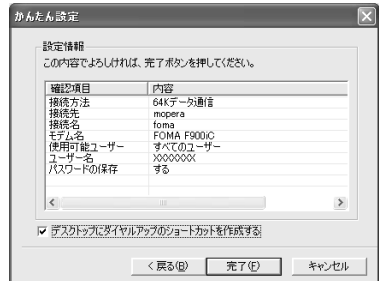 かんたん設定
設定情報
この内容でよろしければ、完了ボタンを押してください。
確認項目 内容
接続方法 64Kデータ通信
接続先 mopera
接続名 foma
モデム名 FOMA F900iC
使用可能ユーザー すべてのユーザー
ユーザー名 XXXXXXX
パスワードの保存 する
デスクトップにダイヤルアップのショートカットを作成する
< 戻る(B) 完了(F) キャンセル